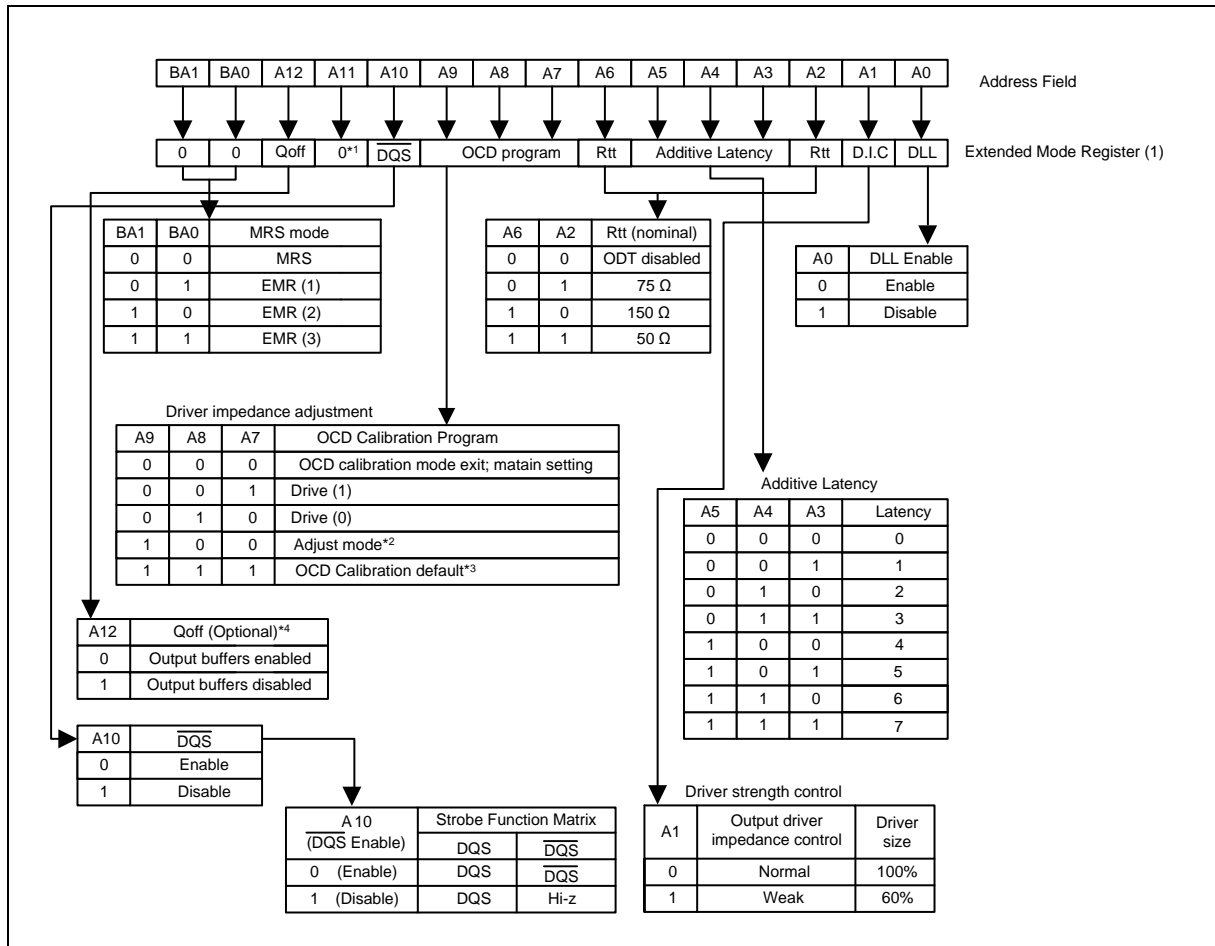 BA1 BA0 A12 A11 A10 A9 A8 A7 A6 A5 A4 A3 A2 A1 A0
Address Field
0 0 Qoff 0*1 DQS OCD program Rtt Additive Latency Rtt D.I.C DLL
Extended Mode Register (1)
BA1 BA0 MRS mode
0 0 MRS
0 1 EMR (1)
1 0 EMR (2)
1 1 EMR (3)
A6 A2 Rtt (nominal)
0 0 ODT disabled
0 1 75 Ω
1 0 150 Ω
1 1 50 Ω
A0 DLL Enable
0 Enable
1 Disable
Driver impedance adjustment
A9 A8 A7 OCD Calibration Program
0 0 0 OCD calibration mode exit; matain setting
0 0 1 Drive (1)
0 1 0 Drive (0)
1 0 0 Adjust mode*2
1 1 1 OCD Calibration default*3
Additive Latency
A5 A4 A3 Latency
0 0 0 0
0 0 1 1
0 1 0 2
0 1 1 3
1 0 0 4
1 0 1 5
1 1 0 6
1 1 1 7
A12 Qoff (Optional)*4
0 Output buffers enabled
1 Output buffers disabled
A10 DQS
0 Enable
1 Disable
A10
(DQS Enable)
Strobe Function Matrix
DQS DQS
0 (Enable) DQS DQS
1 (Disable) DQS Hi-z
Driver strength control
A1 Output driver impedance control Driver size
0 Normal 100%
1 Weak 60%